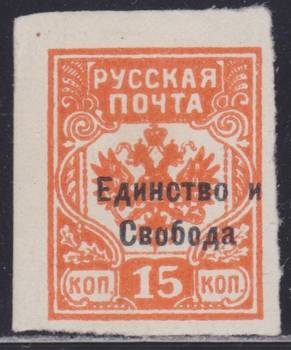 РУССКАЯ
ПОЧТА
Единство и
Свобода
КОП. 15 КОП.